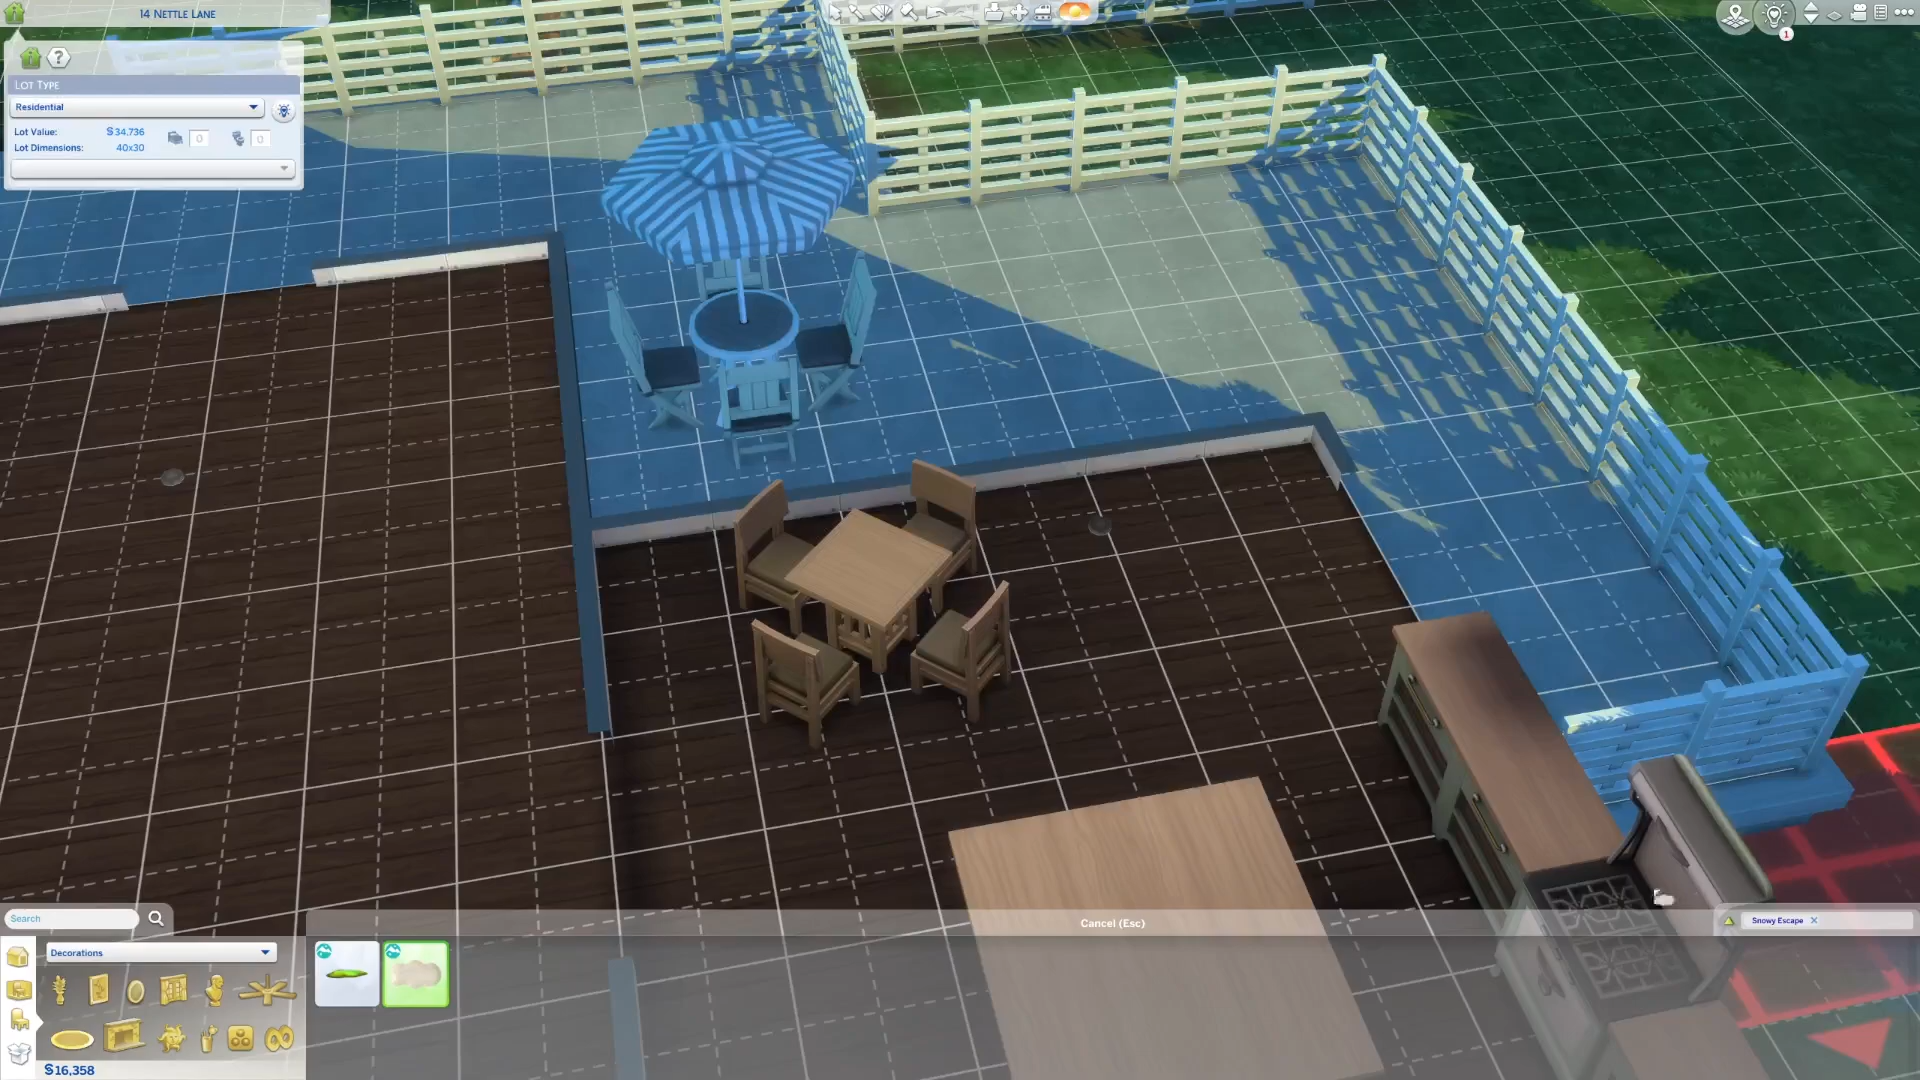 14 Nettle Lane
1
?
Lot Type
Residential
Lot Value: §34,736
0
0
Lot Dimensions: 40x30
Search
Cancel (Esc)
Snowy Escape ×
Decorations
§16,358